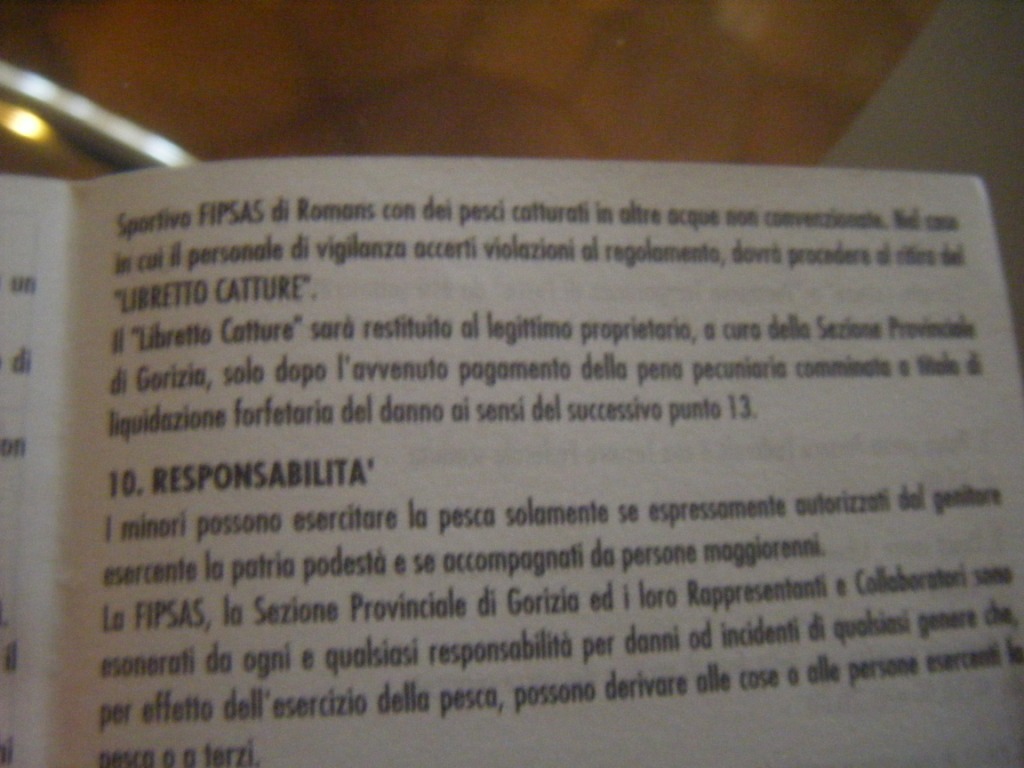 Sportivo FIPSAS di Romans con dei pesci catturati in altre acque non convenzionate. Nel caso
in cui il personale di vigilanza accerti violazioni al regolamento, dovrà procedere al ritiro del
"LIBRETTO CATTURE".
Il "Libretto Catture" sarà restituito al legittimo proprietario, a cura della Sezione Provinciale
di Gorizia, solo dopo l'avvenuto pagamento della pena pecuniaria comminata a titolo di
liquidazione forfetaria del danno ai sensi del successivo punto 13.
10. RESPONSABILITA'
I minori possono esercitare la pesca solamente se espressamente autorizzati dal genitore
esercente la patria podestà e se accompagnati da persone maggiorenni.
La FIPSAS, la Sezione Provinciale di Gorizia ed i loro Rappresentanti e Collaboratori sono
esonerati da ogni e qualsiasi responsabilità per danni od incidenti di qualsiasi genere che,
per effetto dell'esercizio della pesca, possono derivare alle cose o alle persone esercenti la
pesca o a terzi.
un
di
on
il